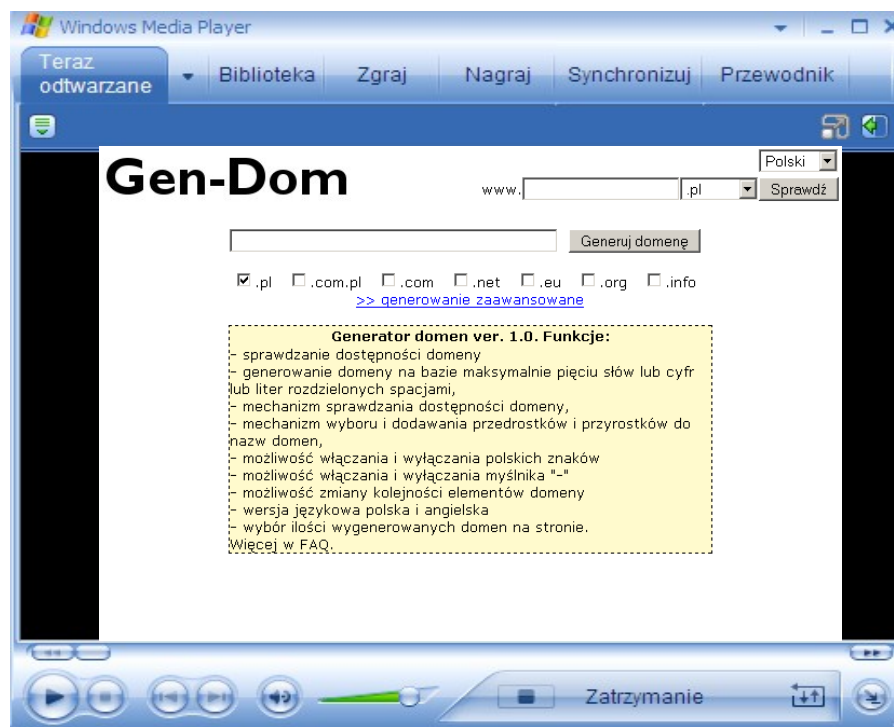 Windows Media Player
Teraz odtwarzane
Biblioteka
Zgraj
Nagraj
Synchronizuj
Przewodnik
Gen-Dom
Polski
www.
.pl
Sprawdź
Generuj domenę
.pl .com.pl .com .net .eu .org .info
>> generowanie zaawansowane
Generator domen ver. 1.0. Funkcje:
- sprawdzanie dostępności domeny
- generowanie domeny na bazie maksymalnie pięciu słów lub cyfr
lub liter rozdzielonych spacjami,
- mechanizm sprawdzania dostępności domeny,
- mechanizm wyboru i dodawania przedrostków i przyrostków do
nazw domen,
- możliwość włączania i wyłączania polskich znaków
- możliwość włączania i wyłączania myślnika "-"
- możliwość zmiany kolejności elementów domeny
- wersja językowa polska i angielska
- wybór ilości wygenerowanych domen na stronie.
Więcej w FAQ.
Zatrzymanie